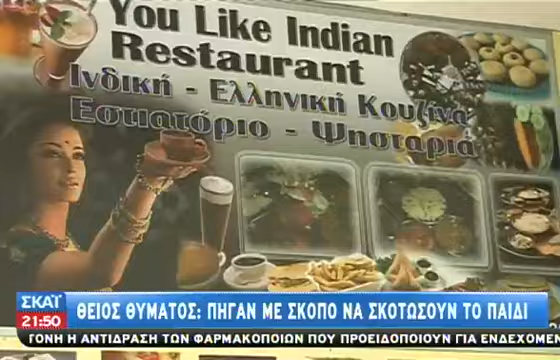 You Like Indian
Restaurant
Ινδική - Ελληνική Κουζίνα
Εστιατόριο - Ψησταριά
ΣΚΑΪ
21:50
ΘΕΙΟΣ ΘΥΜΑΤΟΣ: ΠΗΓΑΝ ΜΕ ΣΚΟΠΟ ΝΑ ΣΚΟΤΩΣΟΥΝ ΤΟ ΠΑΙΔΙ
ΓΟΝΗ Η ΑΝΤΙΔΡΑΣΗ ΤΩΝ ΦΑΡΜΑΚΟΠΟΙΩΝ ΠΟΥ ΠΡΟΕΙΔΟΠΟΙΟΥΝ ΓΙΑ ΕΝΔΕΧΟΜΕ